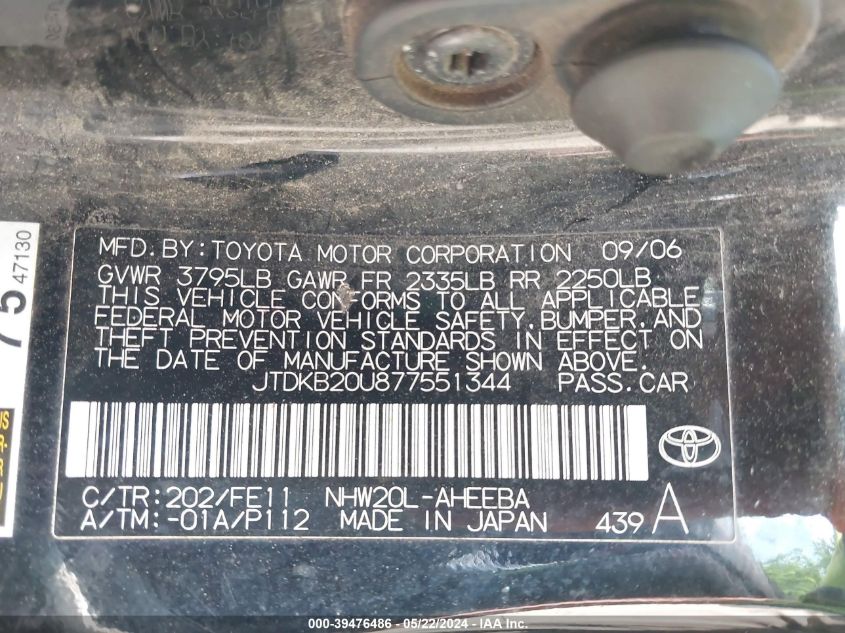 MFD.BY:TOYOTA MOTOR CORPORATION 09/06
GVWR 3795LB GAWR FR 2335LB RR 2250LB
THIS VEHICLE CONFORMS TO ALL APPLICABLE
FEDERAL MOTOR VEHICLE SAFETY,BUMPER,AND
THEFT PREVENTION STANDARDS IN EFFECT ON
THE DATE OF MANUFACTURE SHOWN ABOVE.
JTDKB20U877551344 PASS.CAR
C/TR:202/FE11 NHW20L-AHEEBA
A/TM:-01A/P112 MADE IN JAPAN 439 A
75
47130
000-39476486 - 05/22/2024 - IAA Inc.